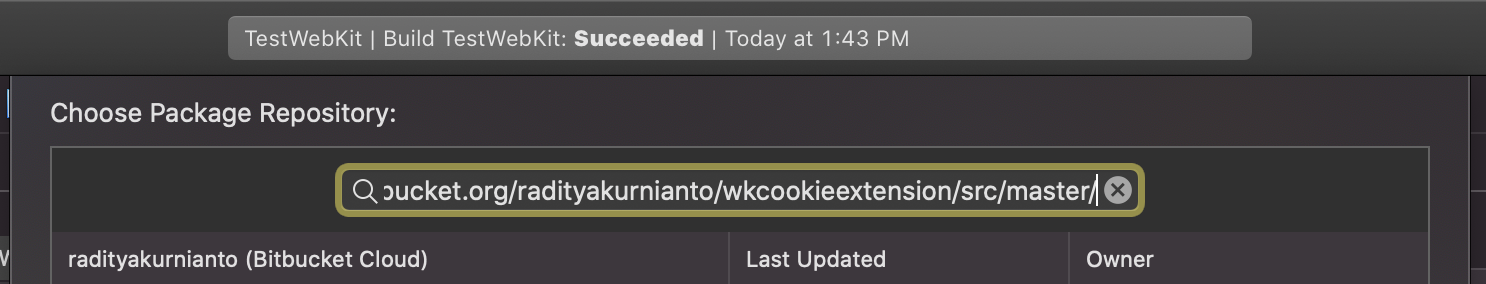 TestWebKit | Build TestWebKit: Succeeded | Today at 1:43 PM
Choose Package Repository:
bucket.org/radityakurnianto/wkcookieextension/src/master/
radityakurnianto (Bitbucket Cloud) Last Updated Owner